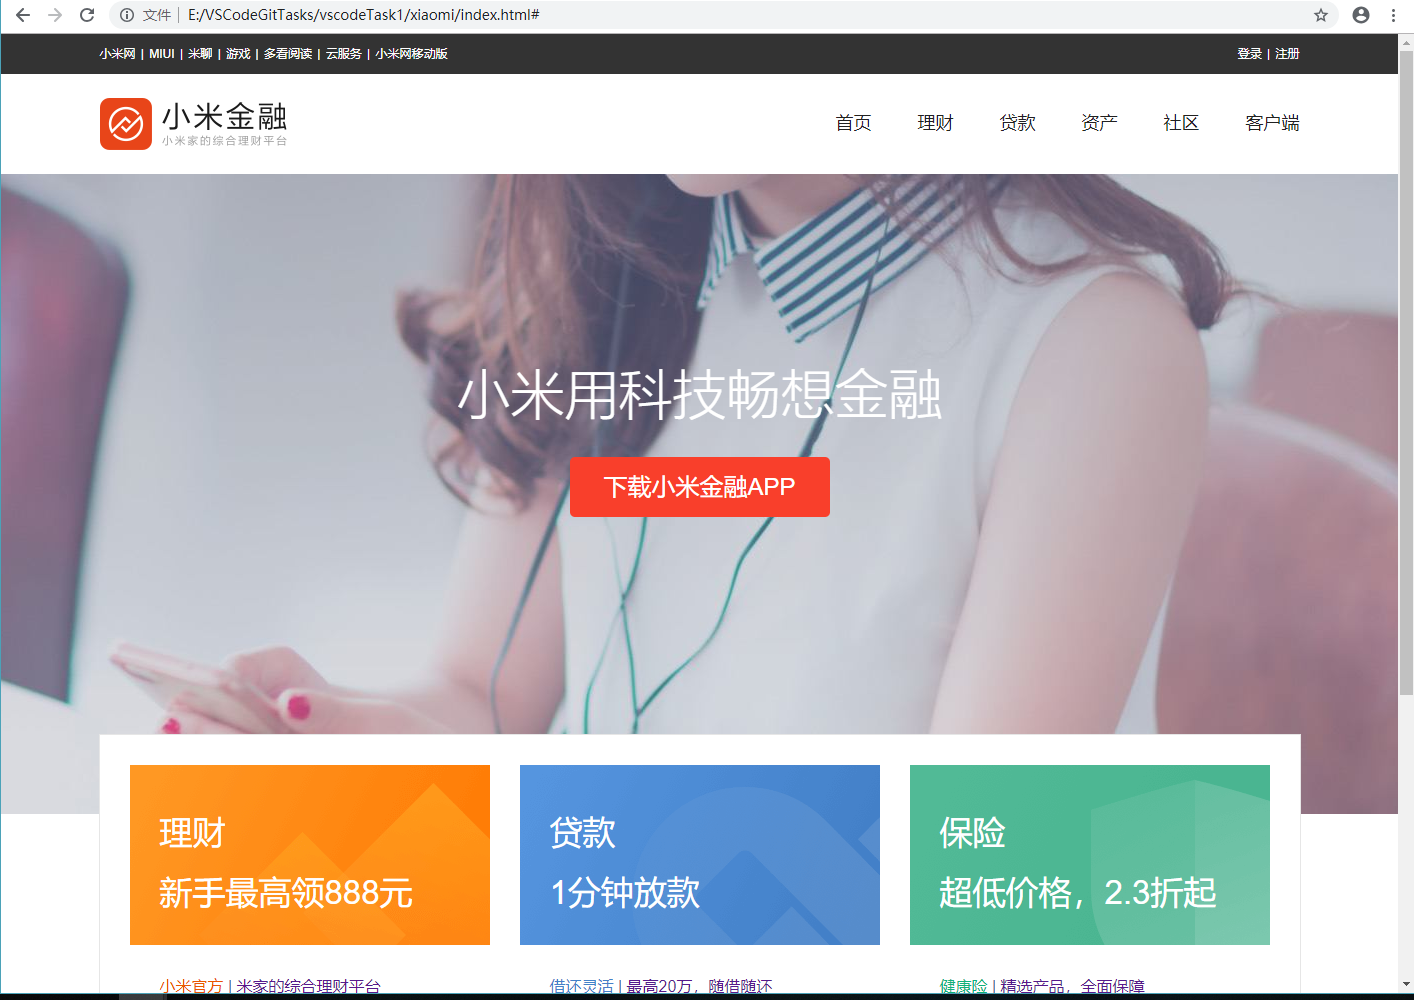 文件 | E:/VSCodeGitTasks/vscodeTask1/xiaomi/index.html#
小米网 | MIUI | 米聊 | 游戏 | 多看阅读 | 云服务 | 小米网移动版
登录 | 注册
小米金融
小米家的综合理财平台
首页 理财 贷款 资产 社区 客户端
小米用科技畅想金融
下载小米金融APP
理财
新手最高领888元
贷款
1分钟放款
保险
超低价格，2.3折起
小米官方 | 米家的综合理财平台
借还灵活 | 最高20万，随借随还
健康险 | 精选产品，全面保障